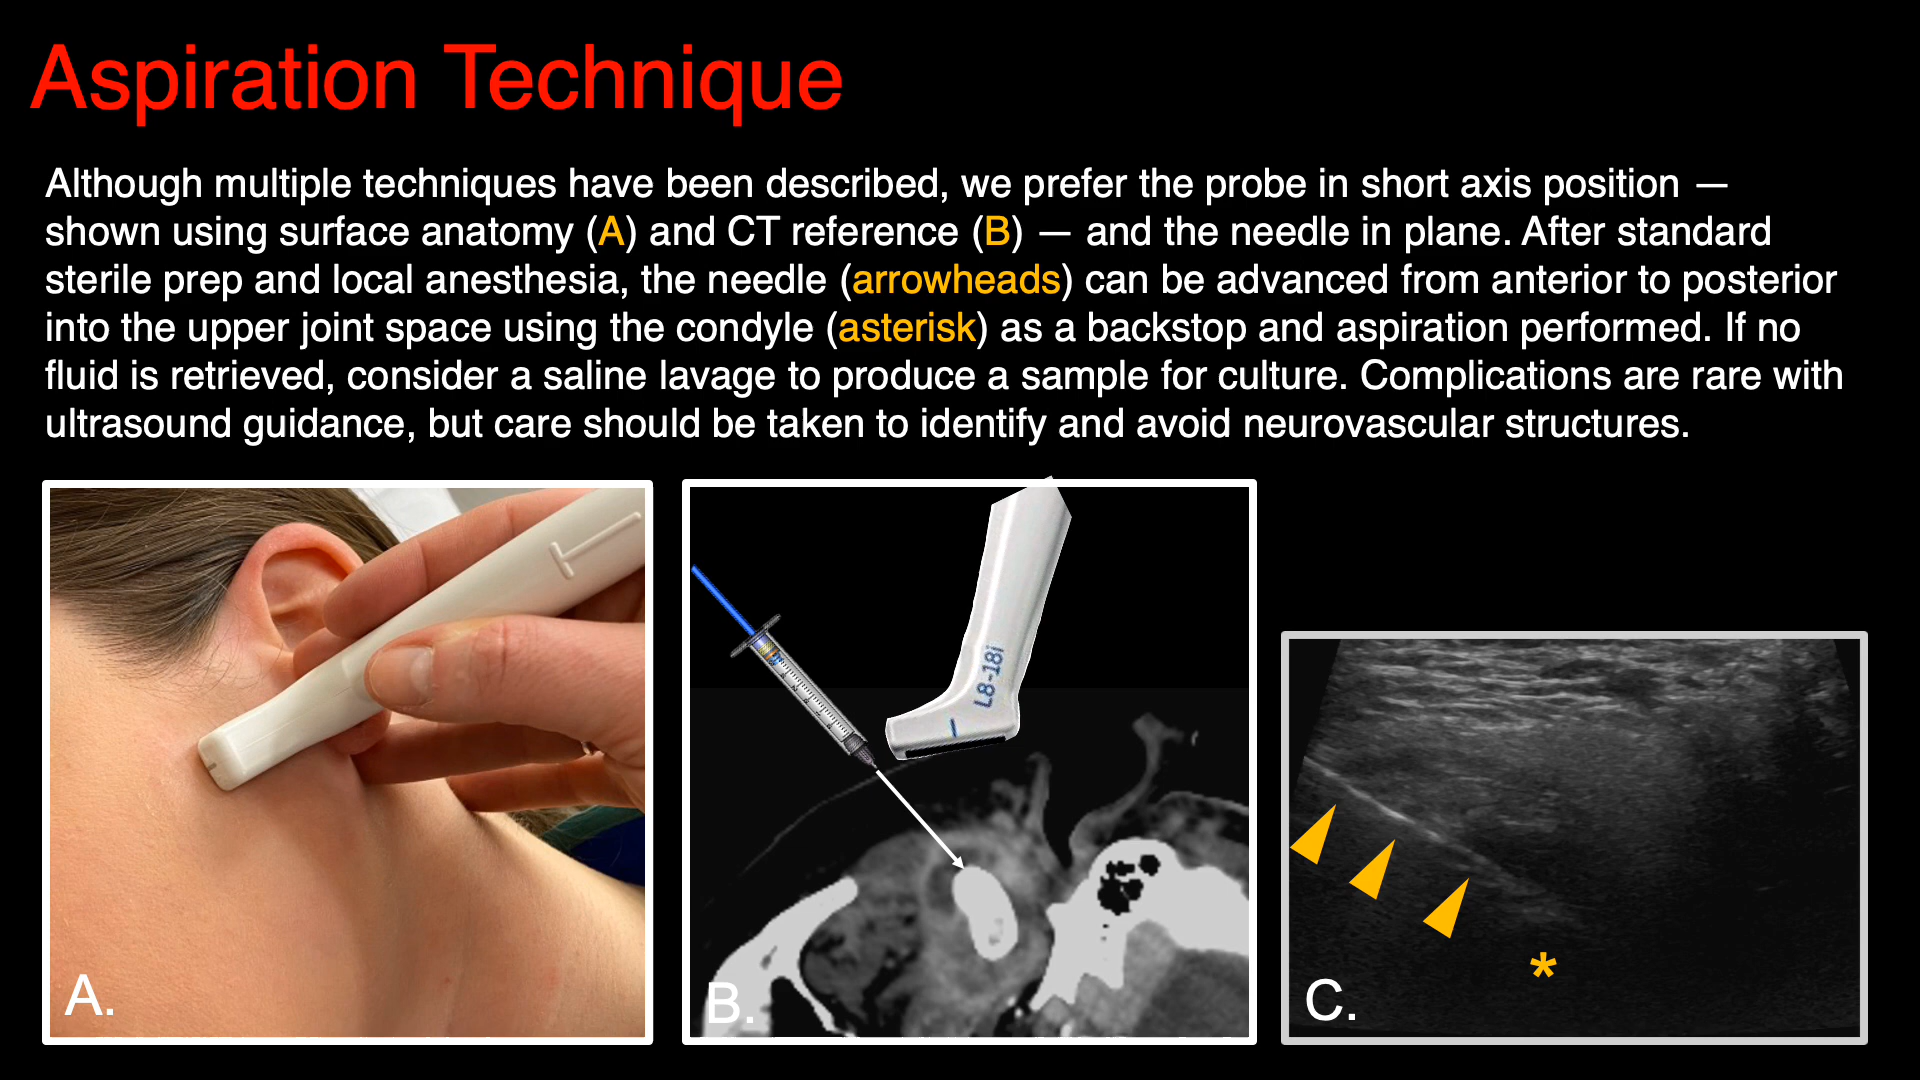 Aspiration Technique
Although multiple techniques have been described, we prefer the probe in short axis position —
shown using surface anatomy (A) and CT reference (B) — and the needle in plane. After standard
sterile prep and local anesthesia, the needle (arrowheads) can be advanced from anterior to posterior
into the upper joint space using the condyle (asterisk) as a backstop and aspiration performed. If no
fluid is retrieved, consider a saline lavage to produce a sample for culture. Complications are rare with
ultrasound guidance, but care should be taken to identify and avoid neurovascular structures.
L8-18i
A.
B.
*
C.